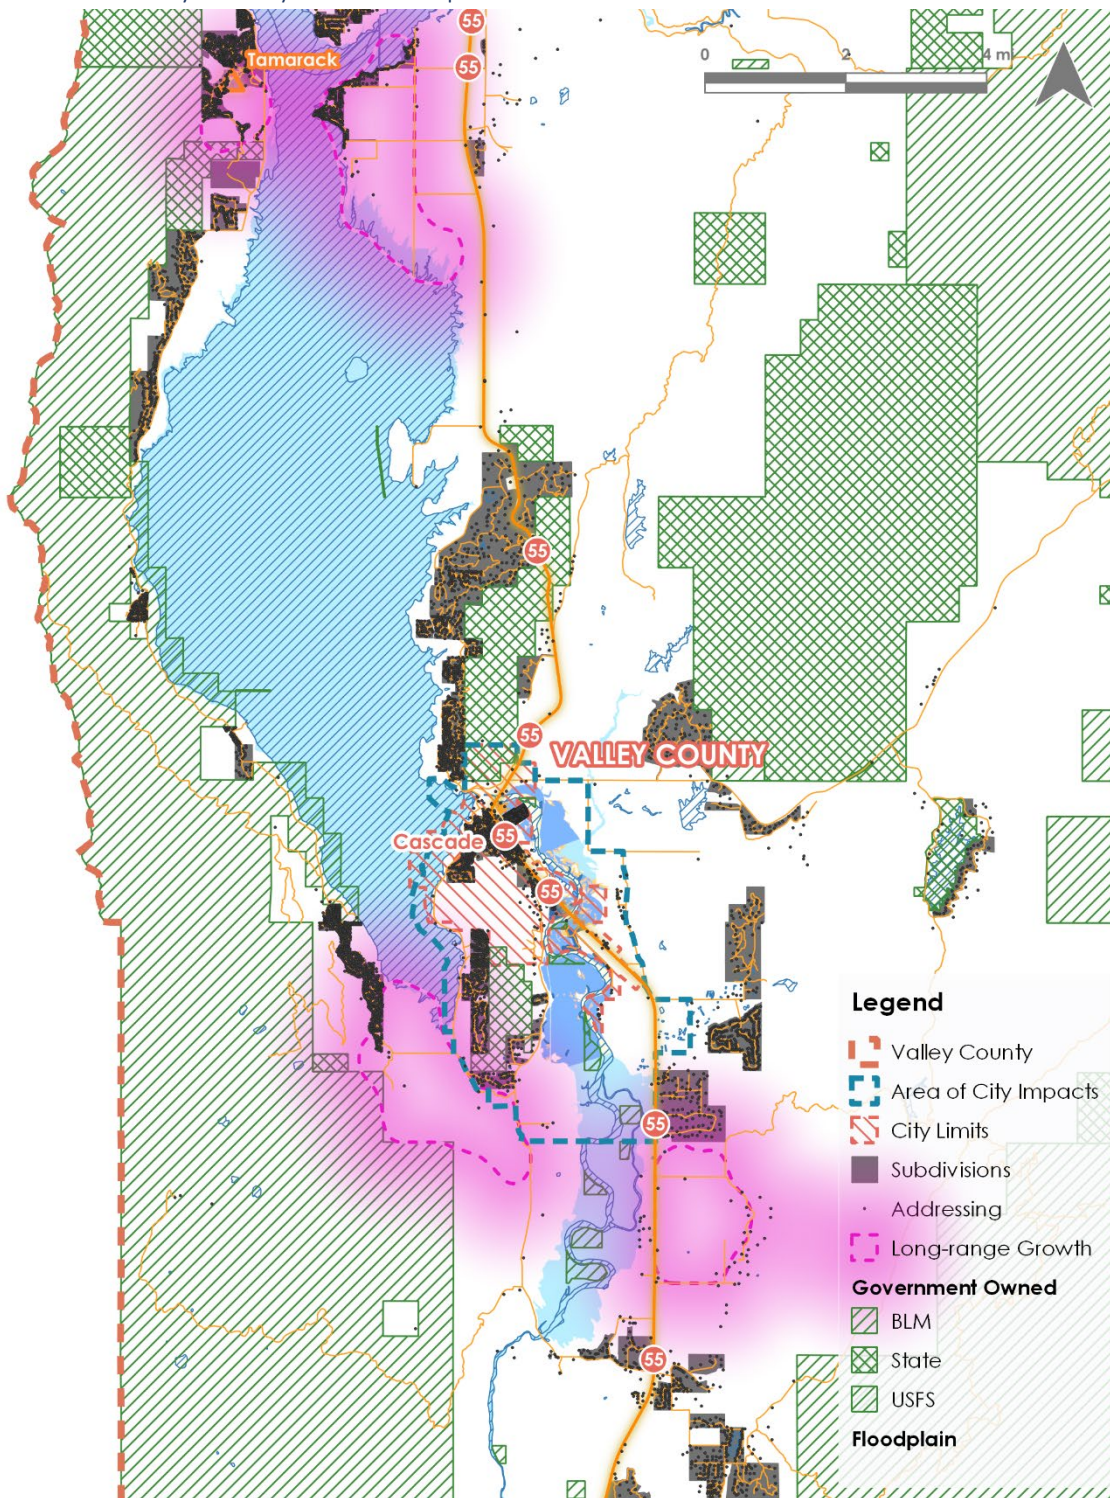 55
55
Tamarack
0 2 4 mi
55
55
VALLEY COUNTY
Cascade
55
55
55
55
Legend
Valley County
Area of City Impacts
City Limits
Subdivisions
Addressing
Long-range Growth
Government Owned
BLM
State
USFS
Floodplain